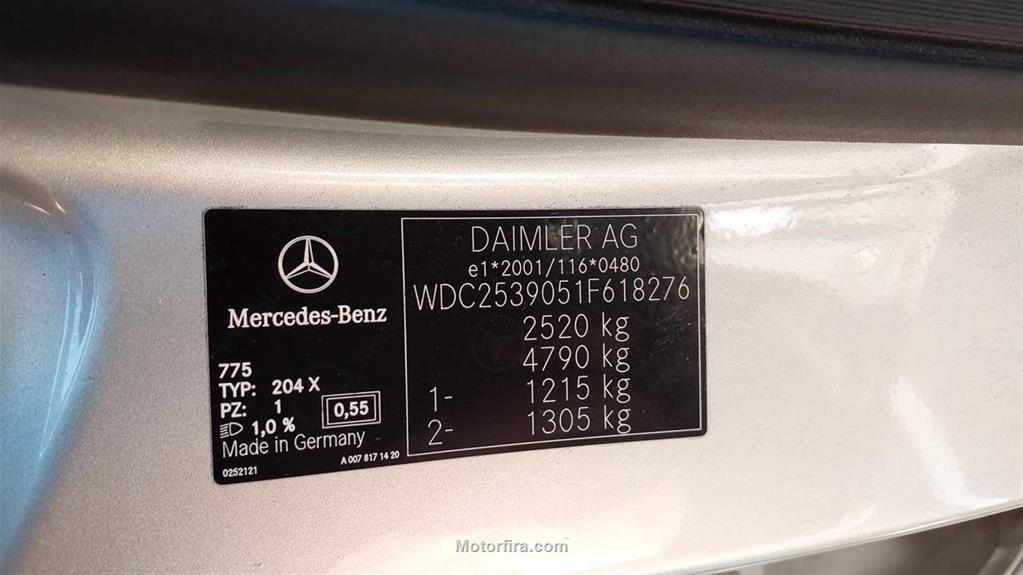 Mercedes-Benz
775
TYP: 204 X
PZ: 1
1,0 %
0,55
Made in Germany
0252121
A 007 817 14 20
DAIMLER AG
e1*2001/116*0480
WDC2539051F618276
2520 kg
4790 kg
1- 1215 kg
2- 1305 kg
Motorfira.com